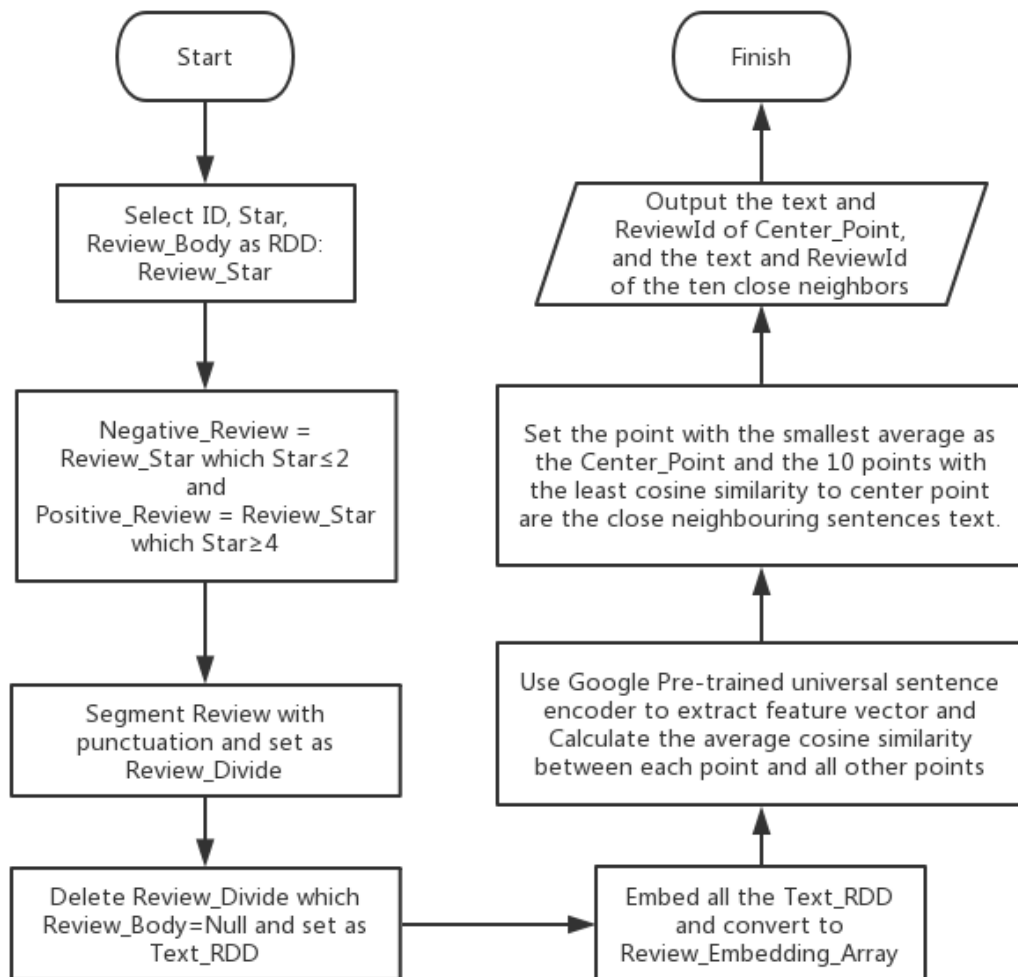 Start
Select ID, Star,
Review_Body as RDD:
Review_Star
Negative_Review =
Review_Star which Star≤2
and
Positive_Review = Review_Star
which Star≥4
Segment Review with
punctuation and set as
Review_Divide
Delete Review_Divide which
Review_Body=Null and set as
Text_RDD
Embed all the Text_RDD
and convert to
Review_Embedding_Array
Use Google Pre-trained universal sentence
encoder to extract feature vector and
Calculate the average cosine similarity
between each point and all other points
Set the point with the smallest average as
the Center_Point and the 10 points with
the least cosine similarity to center point
are the close neighbouring sentences text.
Output the text and
ReviewId of Center_Point,
and the text and ReviewId
of the ten close neighbors
Finish